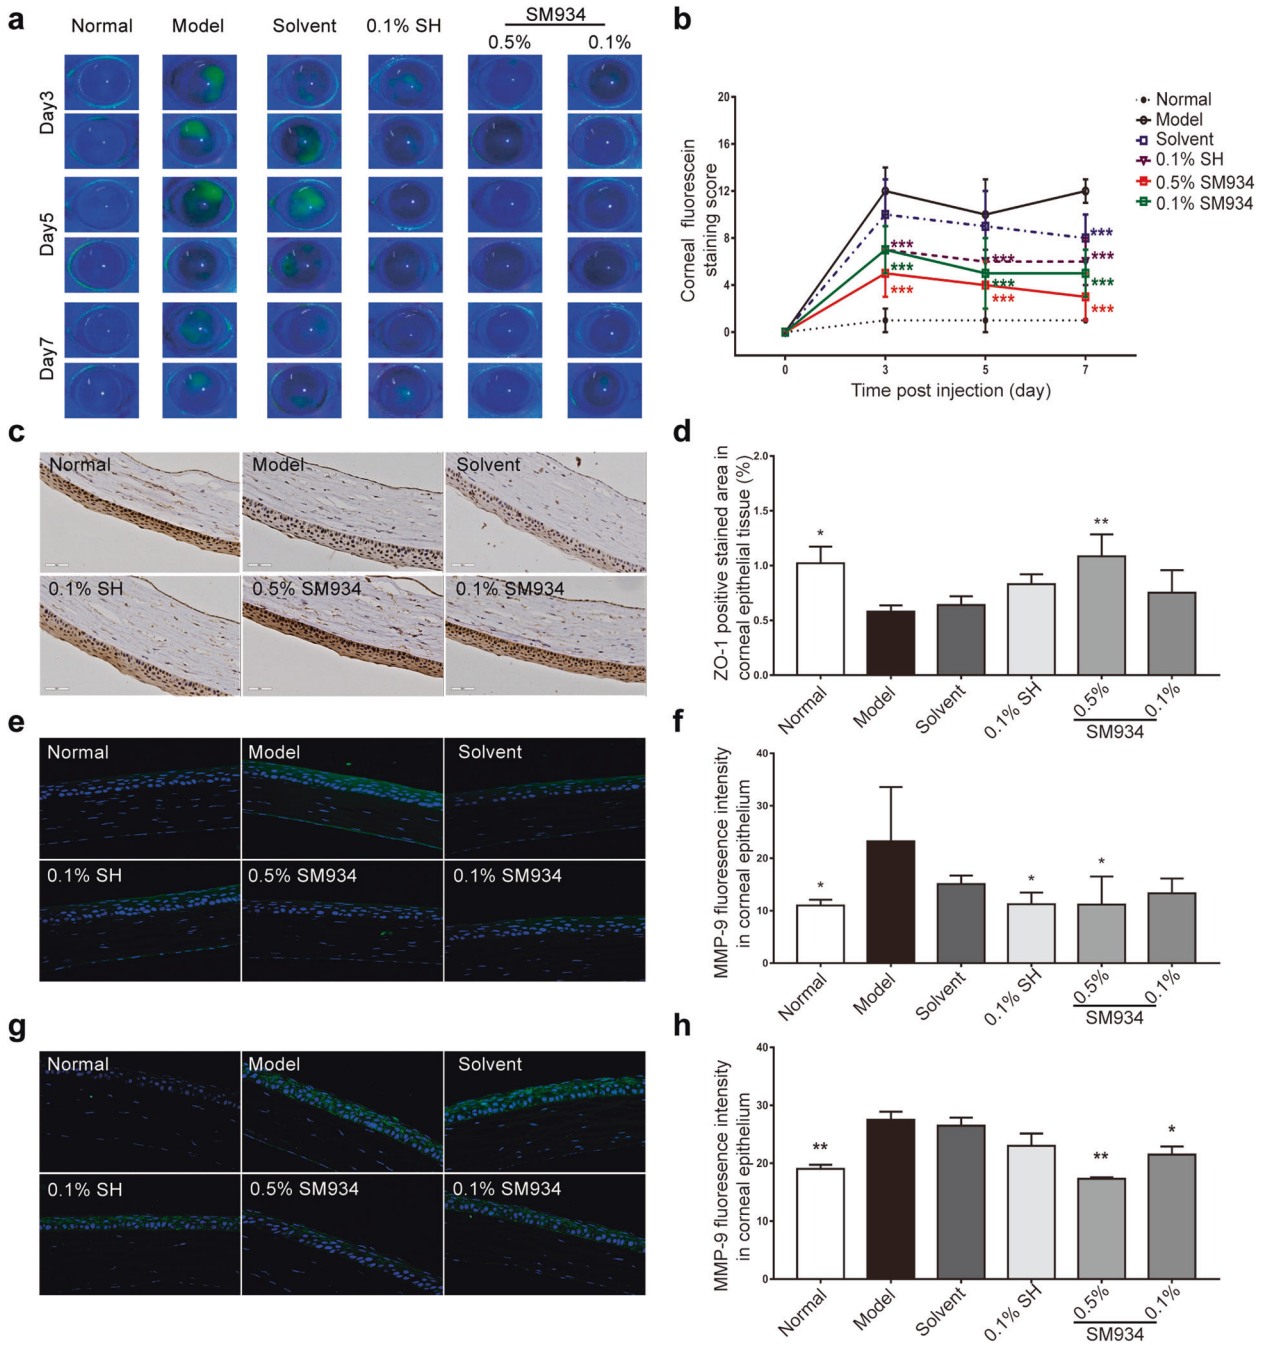 a
Normal Model Solvent 0.1% SH SM934
0.5% 0.1%
Day3
Day5
Day7
b
Corneal fluorescein
staining score
20
16
12
8
4
0
0 3 5 7
Time post injection (day)
Normal
Model
Solvent
0.1% SH
0.5% SM934
0.1% SM934
***
***
***
***
***
***
***
***
***
***
c
Normal Model Solvent
0.1% SH 0.5% SM934 0.1% SM934
d
ZO-1 positive stained area in
corneal epithelial tissue (%)
2.0
1.5
1.0
0.5
0.0
* **
Normal Model Solvent 0.1% SH 0.5% 0.1%
SM934
e
Normal Model Solvent
0.1% SH 0.5% SM934 0.1% SM934
f
MMP-9 fluoresence intensity
in corneal epithelium
40
30
20
10
0
* * *
Normal Model Solvent 0.1% SH 0.5% 0.1%
SM934
g
Normal Model Solvent
0.1% SH 0.5% SM934 0.1% SM934
h
MMP-9 fluoresence intensity
in corneal epithelium
40
30
20
10
0
** ** *
Normal Model Solvent 0.1% SH 0.5% 0.1%
SM934